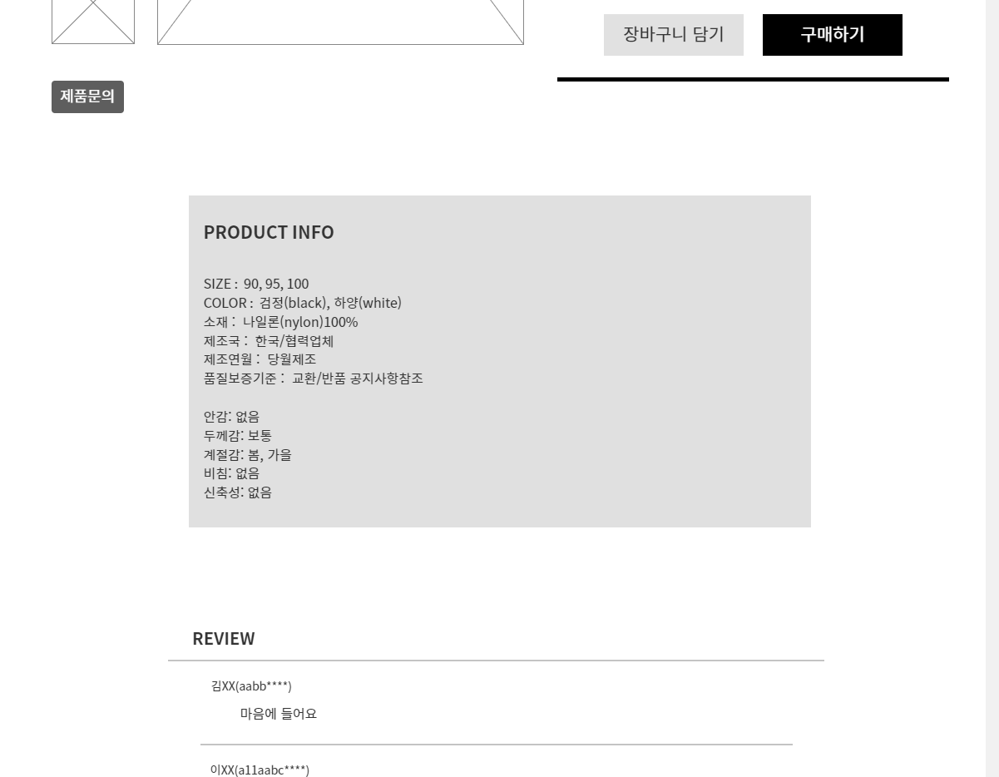 장바구니 담기
구매하기
제품문의
PRODUCT INFO
SIZE :  90, 95, 100
COLOR :  검정(black), 하양(white)
소재 :  나일론(nylon)100%
제조국 :  한국/협력업체
제조연월 :  당월제조
품질보증기준 :  교환/반품 공지사항참조
안감: 없음
두께감: 보통
계절감: 봄, 가을
비침: 없음
신축성: 없음
REVIEW
김XX(aabb****)
마음에 들어요
이XX(a11aabc****)